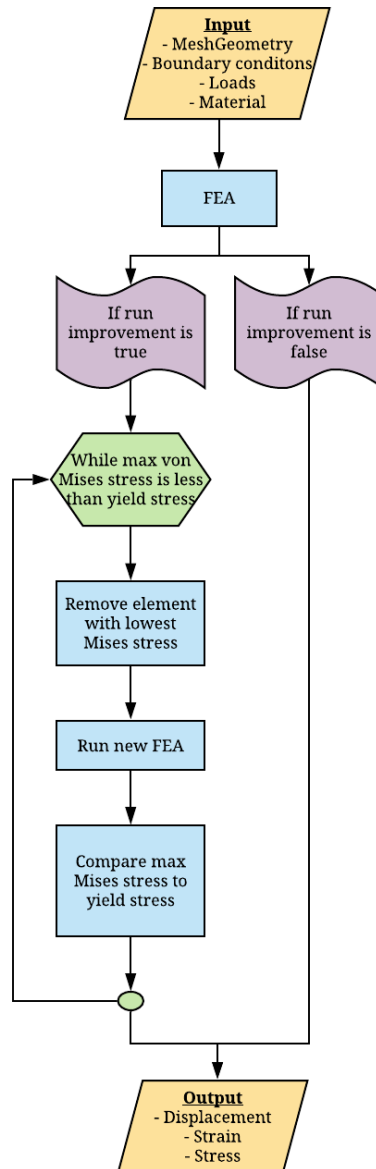 Input
- MeshGeometry
- Boundary conditons
- Loads
- Material
FEA
If run
improvement is
true
If run
improvement is
false
While max von
Mises stress is less
than yield stress
Remove element
with lowest
Mises stress
Run new FEA
Compare max
Mises stress to
yield stress
Output
- Displacement
- Strain
- Stress